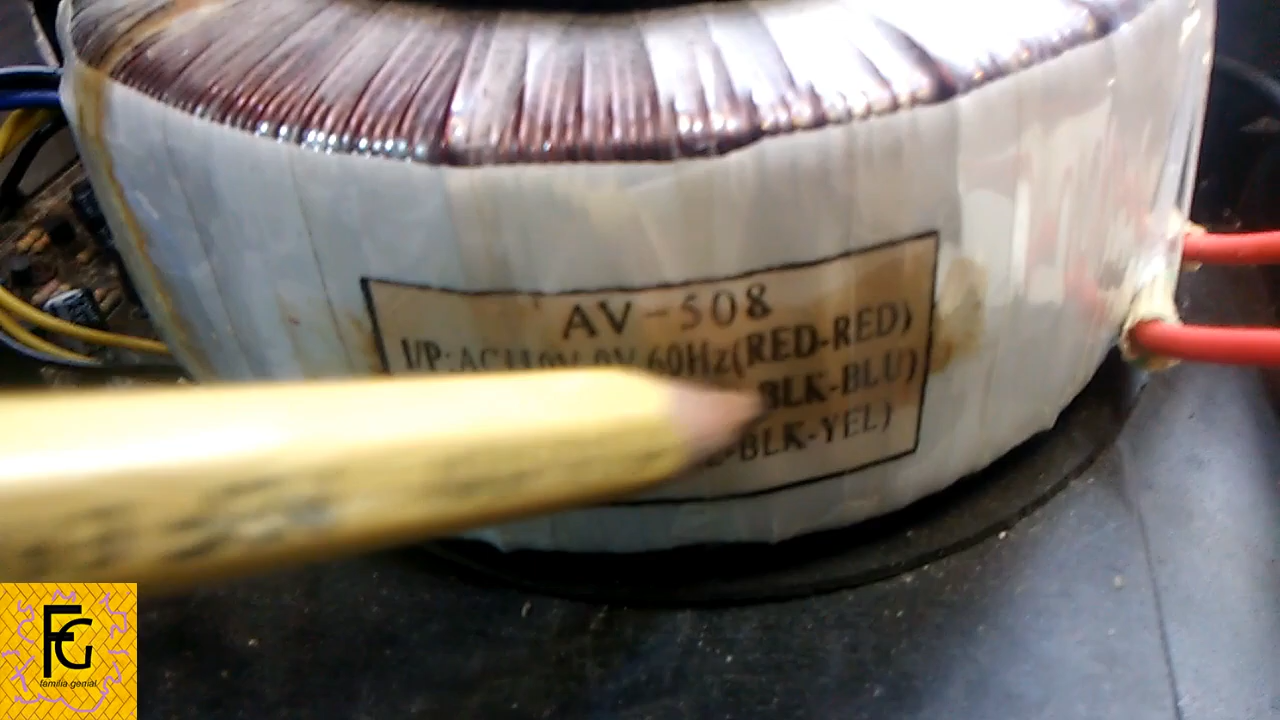 AV-508
I/P:AC110V-0V 60Hz(RED-RED)
BLK-BLU)
-BLK-YEL)
FG
familia genial